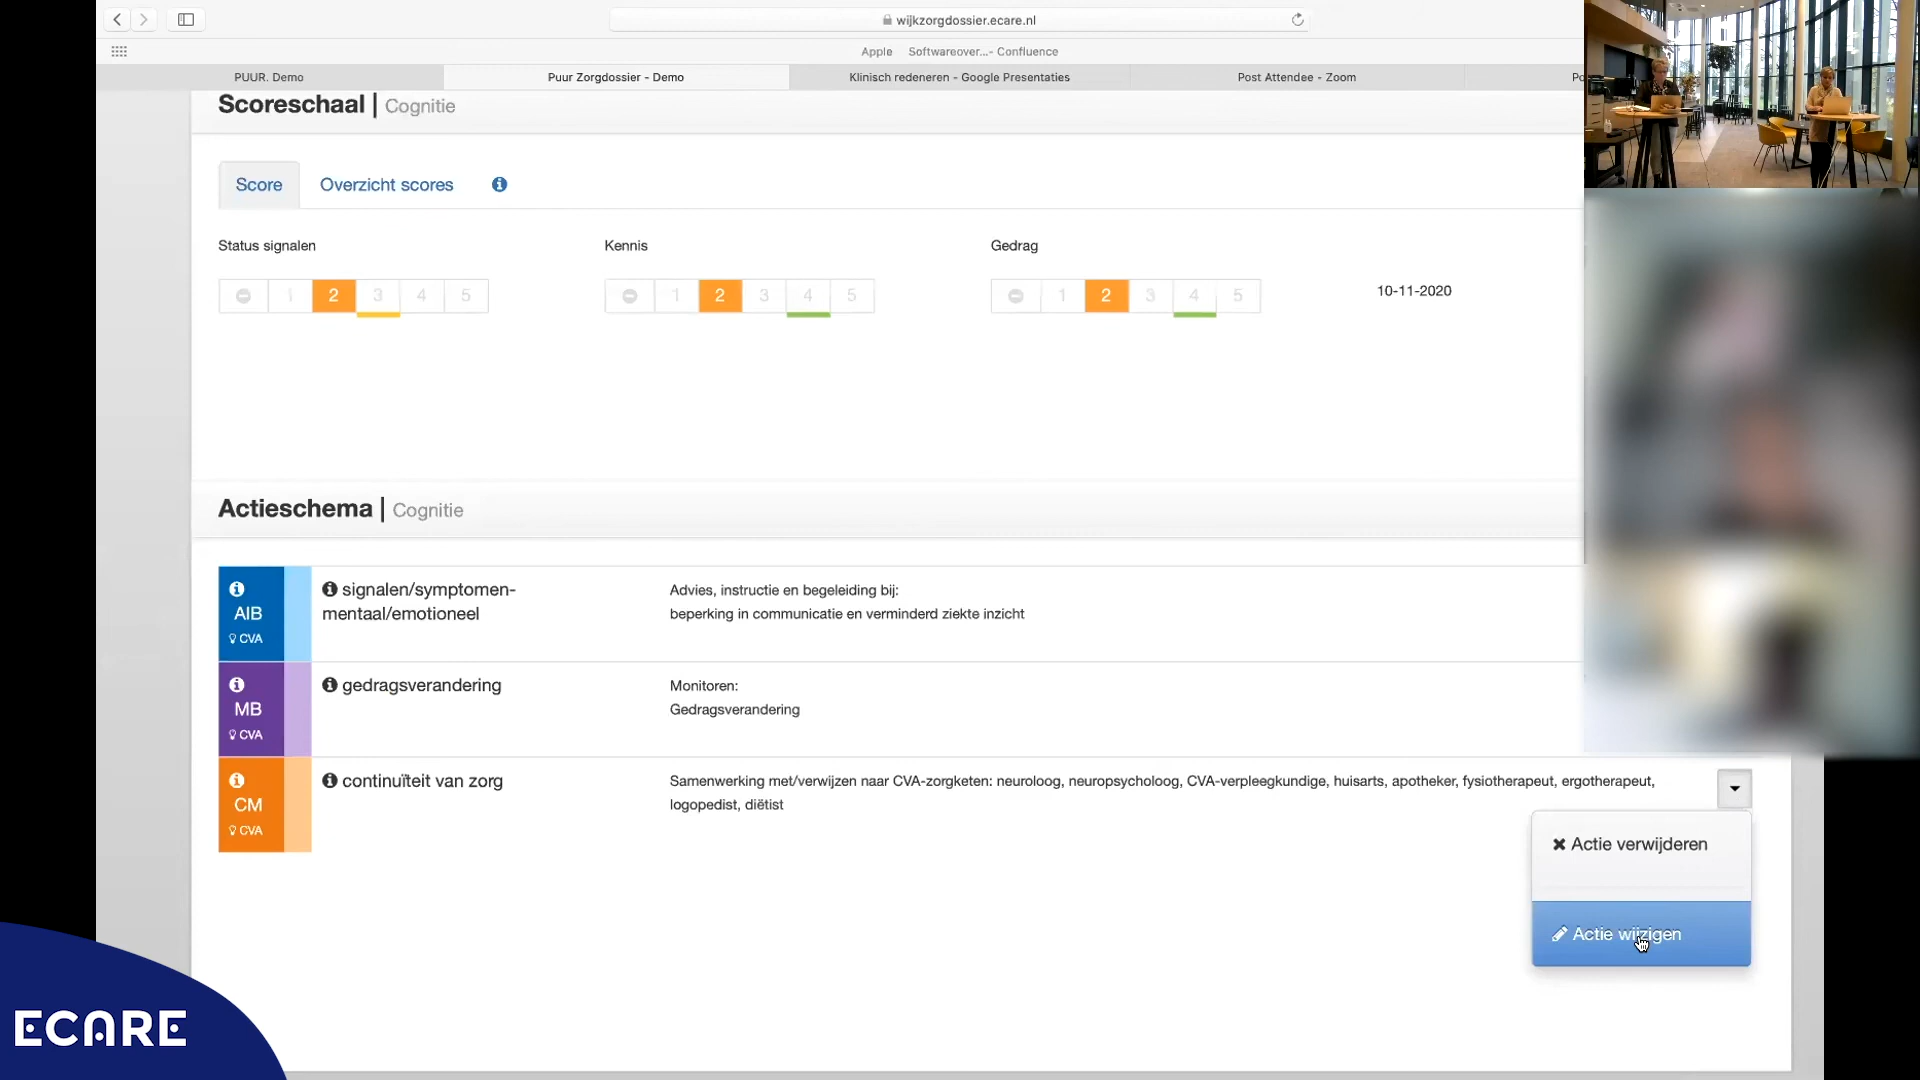 wijkzorgdossier.ecare.nl
Apple Softwareover...- Confluence
PUUR. Demo Puur Zorgdossier - Demo Klinisch redeneren - Google Presentaties Post Attendee - Zoom Po
Scoreschaal | Cognitie
Score Overzicht scores
Status signalen Kennis Gedrag
1 2 3 4 5 1 2 3 4 5 1 2 3 4 5 10-11-2020
Actieschema | Cognitie
AIB
CVA
signalen/symptomen-
mentaal/emotioneel
Advies, instructie en begeleiding bij:
beperking in communicatie en verminderd ziekte inzicht
MB
CVA
gedragsverandering
Monitoren:
Gedragsverandering
CM
CVA
continuïteit van zorg
Samenwerking met/verwijzen naar CVA-zorgketen: neuroloog, neuropsycholoog, CVA-verpleegkundige, huisarts, apotheker, fysiotherapeut, ergotherapeut,
logopedist, diëtist
Actie verwijderen
Actie wijzigen
ECARE